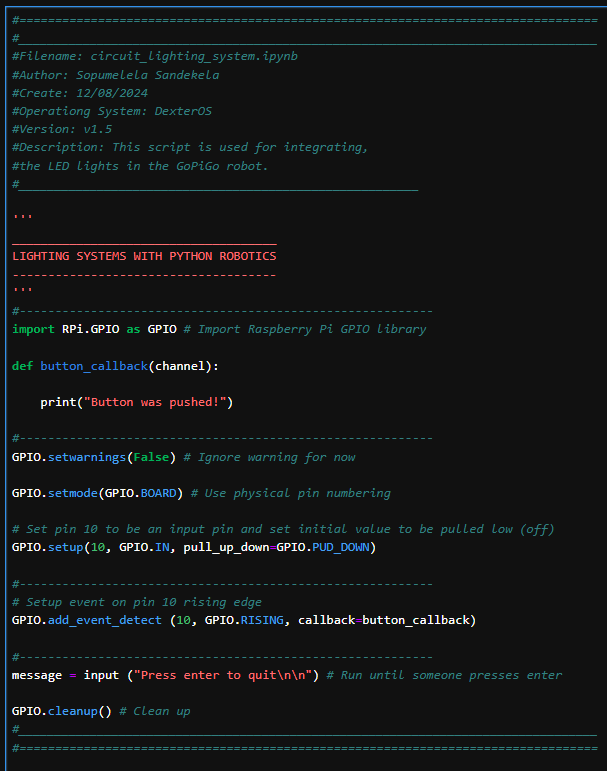 #=================================================================================
#_________________________________________________________________________________
#Filename: circuit_lighting_system.ipynb
#Author: Sopumelela Sandekela
#Create: 12/08/2024
#Operationg System: DexterOS
#Version: v1.5
#Description: This script is used for integrating,
#the LED lights in the GoPiGo robot.
#________________________________________________________
'''
_____________________________________
LIGHTING SYSTEMS WITH PYTHON ROBOTICS
-------------------------------------
'''
#----------------------------------------------------------
import RPi.GPIO as GPIO # Import Raspberry Pi GPIO library
def button_callback(channel):
    print("Button was pushed!")
#----------------------------------------------------------
GPIO.setwarnings(False) # Ignore warning for now
GPIO.setmode(GPIO.BOARD) # Use physical pin numbering
# Set pin 10 to be an input pin and set initial value to be pulled low (off)
GPIO.setup(10, GPIO.IN, pull_up_down=GPIO.PUD_DOWN)
#----------------------------------------------------------
# Setup event on pin 10 rising edge
GPIO.add_event_detect (10, GPIO.RISING, callback=button_callback)
#----------------------------------------------------------
message = input ("Press enter to quit\n\n") # Run until someone presses enter
GPIO.cleanup() # Clean up
#_________________________________________________________________________________
#=================================================================================